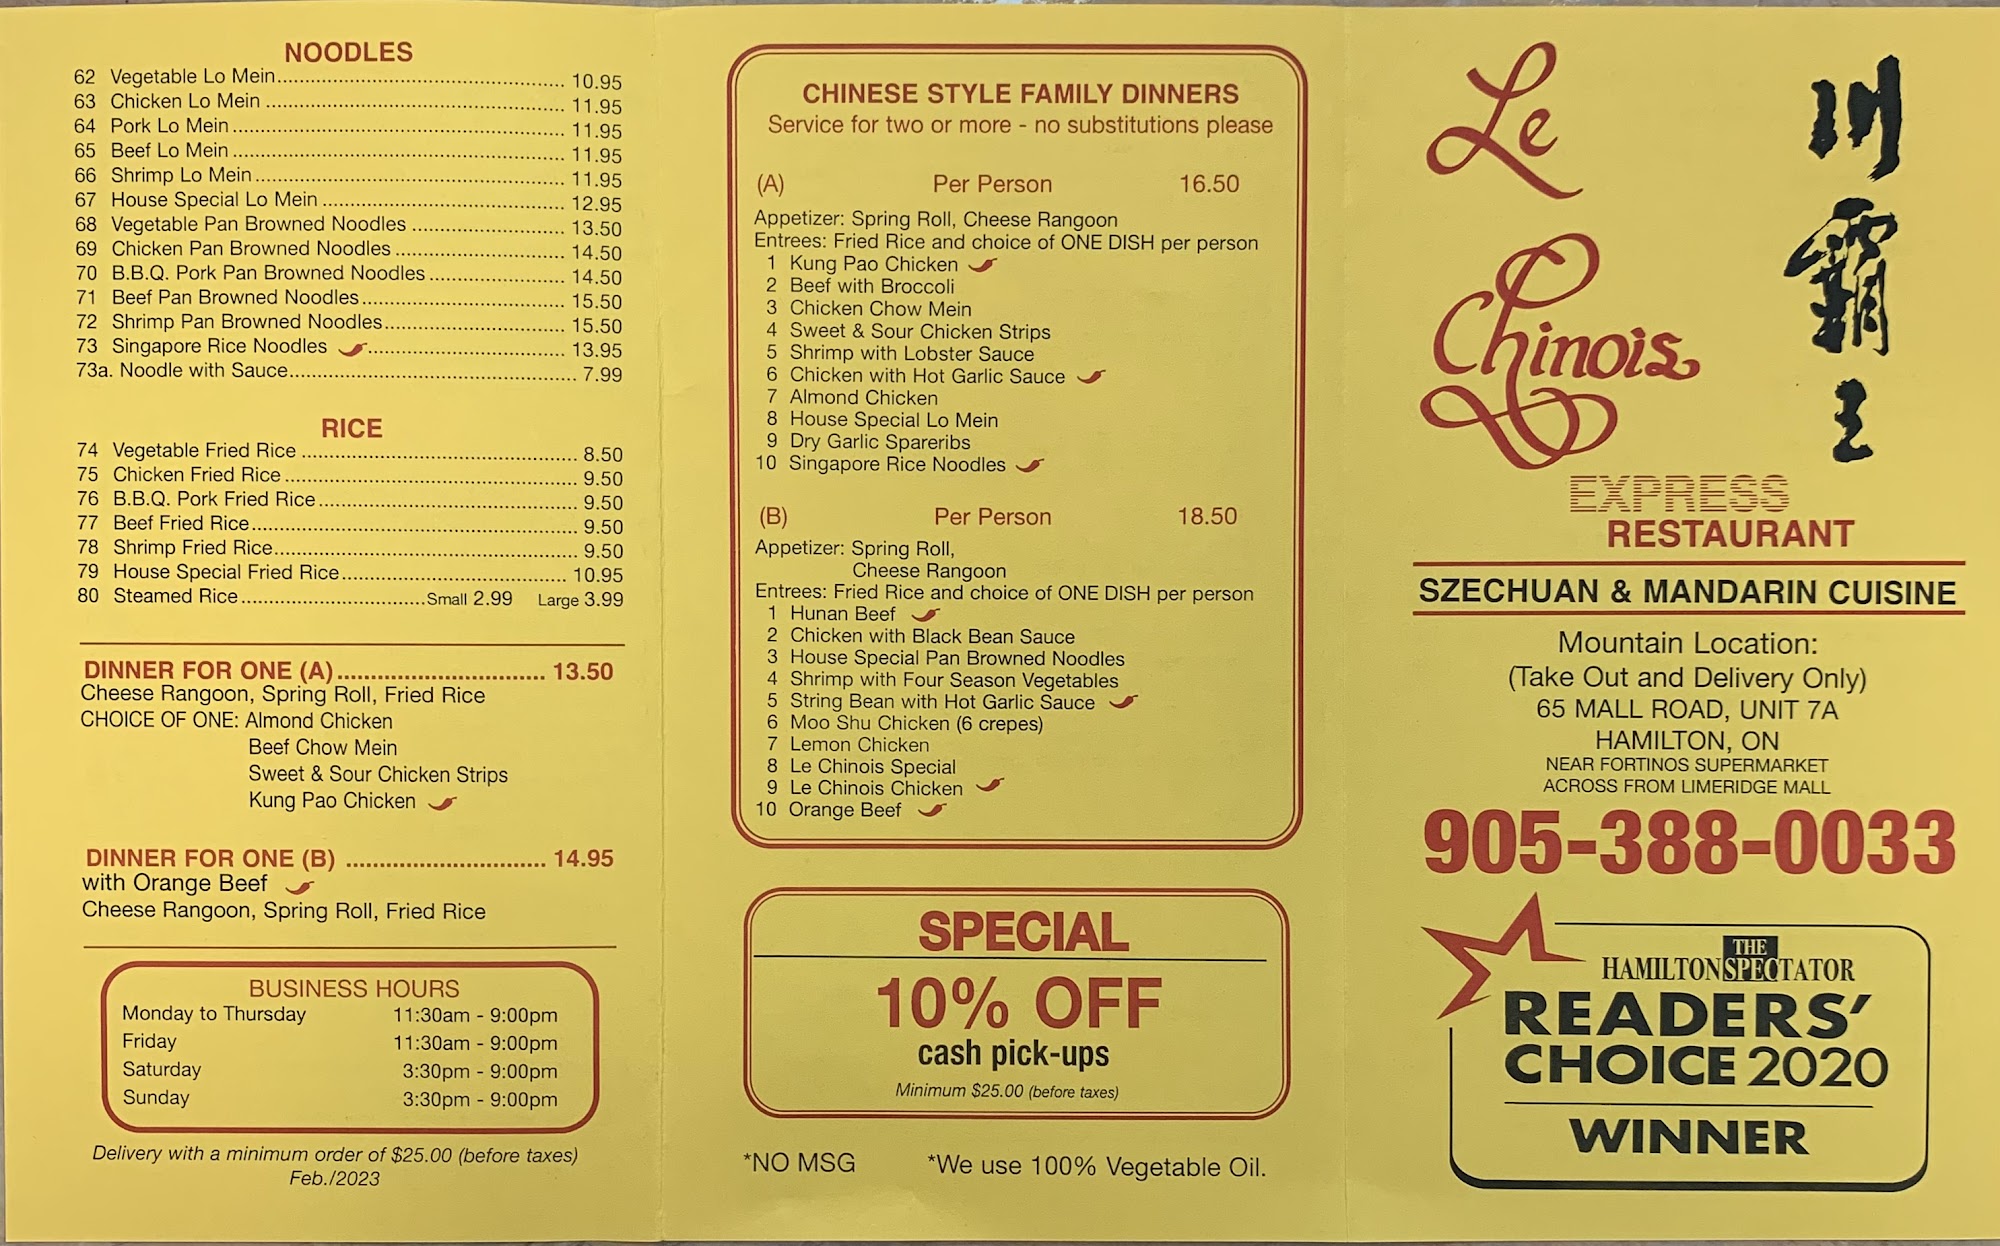 NOODLES
62 Vegetable Lo Mein.......... 10.95
63 Chicken Lo Mein .......... 11.95
64 Pork Lo Mein .......... 11.95
65 Beef Lo Mein .......... 11.95
66 Shrimp Lo Mein .......... 11.95
67 House Special Lo Mein .......... 12.95
68 Vegetable Pan Browned Noodles .......... 13.50
69 Chicken Pan Browned Noodles .......... 14.50
70 B.B.Q. Pork Pan Browned Noodles .......... 14.50
71 Beef Pan Browned Noodles .......... 15.50
72 Shrimp Pan Browned Noodles .......... 15.50
73 Singapore Rice Noodles .......... 13.95
73a. Noodle with Sauce .......... 7.99
RICE
74 Vegetable Fried Rice .......... 8.50
75 Chicken Fried Rice .......... 9.50
76 B.B.Q. Pork Fried Rice .......... 9.50
77 Beef Fried Rice .......... 9.50
78 Shrimp Fried Rice .......... 9.50
79 House Special Fried Rice .......... 10.95
80 Steamed Rice .......... Small 2.99 Large 3.99
DINNER FOR ONE (A) .......... 13.50
Cheese Rangoon, Spring Roll, Fried Rice
CHOICE OF ONE: Almond Chicken
Beef Chow Mein
Sweet & Sour Chicken Strips
Kung Pao Chicken
DINNER FOR ONE (B) .......... 14.95
with Orange Beef
Cheese Rangoon, Spring Roll, Fried Rice
BUSINESS HOURS
Monday to Thursday 11:30am - 9:00pm
Friday 11:30am - 9:00pm
Saturday 3:30pm - 9:00pm
Sunday 3:30pm - 9:00pm
Delivery with a minimum order of $25.00 (before taxes)
Feb./2023
CHINESE STYLE FAMILY DINNERS
Service for two or more - no substitutions please
(A) Per Person 16.50
Appetizer: Spring Roll, Cheese Rangoon
Entrees: Fried Rice and choice of ONE DISH per person
1 Kung Pao Chicken
2 Beef with Broccoli
3 Chicken Chow Mein
4 Sweet & Sour Chicken Strips
5 Shrimp with Lobster Sauce
6 Chicken with Hot Garlic Sauce
7 Almond Chicken
8 House Special Lo Mein
9 Dry Garlic Spareribs
10 Singapore Rice Noodles
(B) Per Person 18.50
Appetizer: Spring Roll,
Cheese Rangoon
Entrees: Fried Rice and choice of ONE DISH per person
1 Hunan Beef
2 Chicken with Black Bean Sauce
3 House Special Pan Browned Noodles
4 Shrimp with Four Season Vegetables
5 String Bean with Hot Garlic Sauce
6 Moo Shu Chicken (6 crepes)
7 Lemon Chicken
8 Le Chinois Special
9 Le Chinois Chicken
10 Orange Beef
SPECIAL
10% OFF
cash pick-ups
Minimum $25.00 (before taxes)
*NO MSG *We use 100% Vegetable Oil.
Le
Chinois
川
霸
王
EXPRESS
RESTAURANT
SZECHUAN & MANDARIN CUISINE
Mountain Location:
(Take Out and Delivery Only)
65 MALL ROAD, UNIT 7A
HAMILTON, ON
NEAR FORTINOS SUPERMARKET
ACROSS FROM LIMERIDGE MALL
905-388-0033
THE
HAMILTON SPECTATOR
READERS'
CHOICE 2020
WINNER